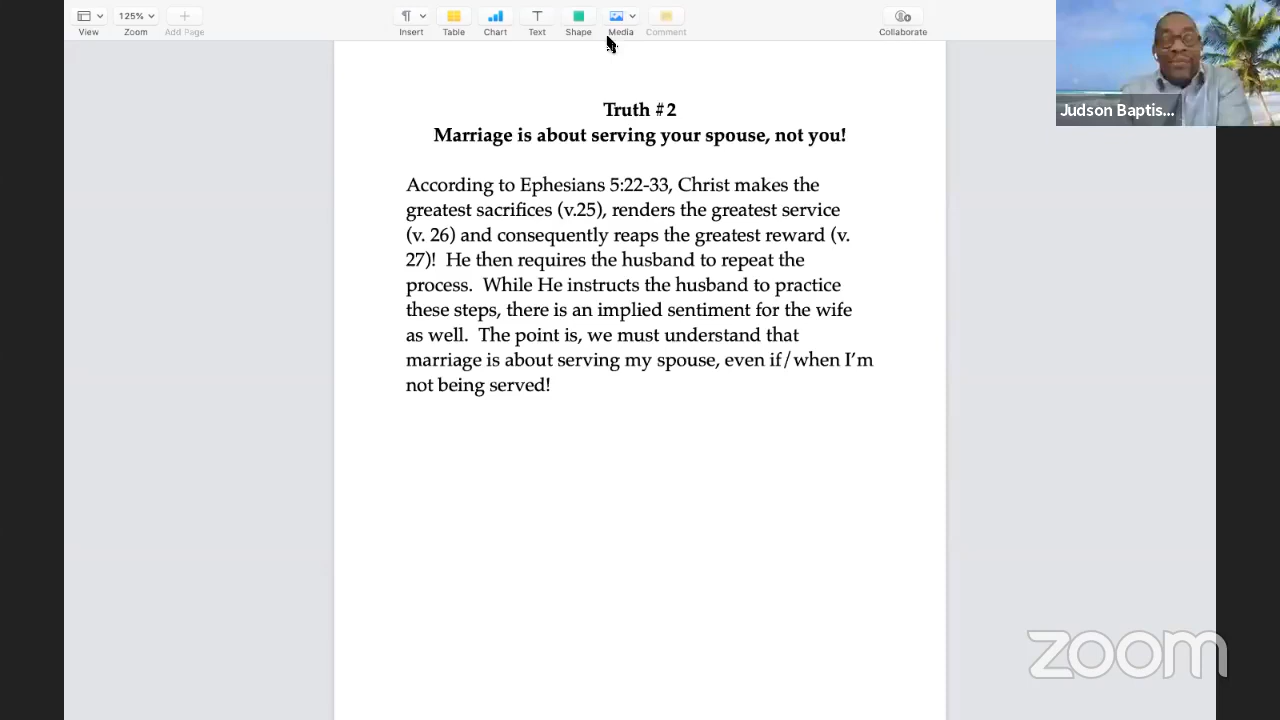 125%
View
Zoom
Add Page
Insert
Table
Chart
Text
Shape
Media
Comment
Collaborate
Judson Baptis...
Truth #2
Marriage is about serving your spouse, not you!
According to Ephesians 5:22-33, Christ makes the
greatest sacrifices (v.25), renders the greatest service
(v. 26) and consequently reaps the greatest reward (v.
27)! He then requires the husband to repeat the
process. While He instructs the husband to practice
these steps, there is an implied sentiment for the wife
as well. The point is, we must understand that
marriage is about serving my spouse, even if/when I'm
not being served!
zoom